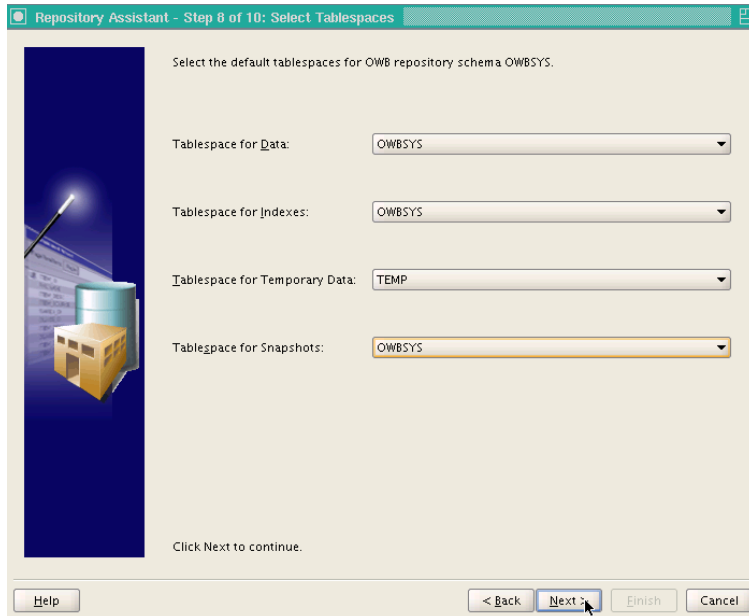 Repository Assistant - Step 8 of 10: Select Tablespaces
Select the default tablespaces for OWB repository schema OWBSYS.
Tablespace for Data: OWBSYS
Tablespace for Indexes: OWBSYS
Tablespace for Temporary Data: TEMP
Tablespace for Snapshots: OWBSYS
Click Next to continue.
Help < Back Next > Finish Cancel